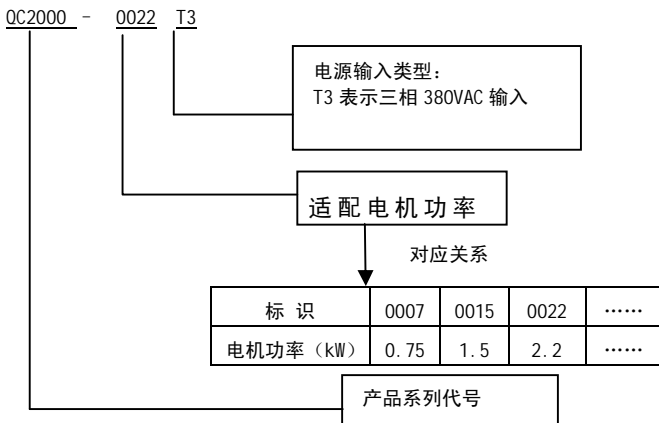 QC2000 - 0022 T3
电源输入类型：
T3 表示三相 380VAC 输入
适配电机功率
对应关系
标 识 0007 0015 0022 ……
电机功率（kW） 0.75 1.5 2.2 ……
产品系列代号